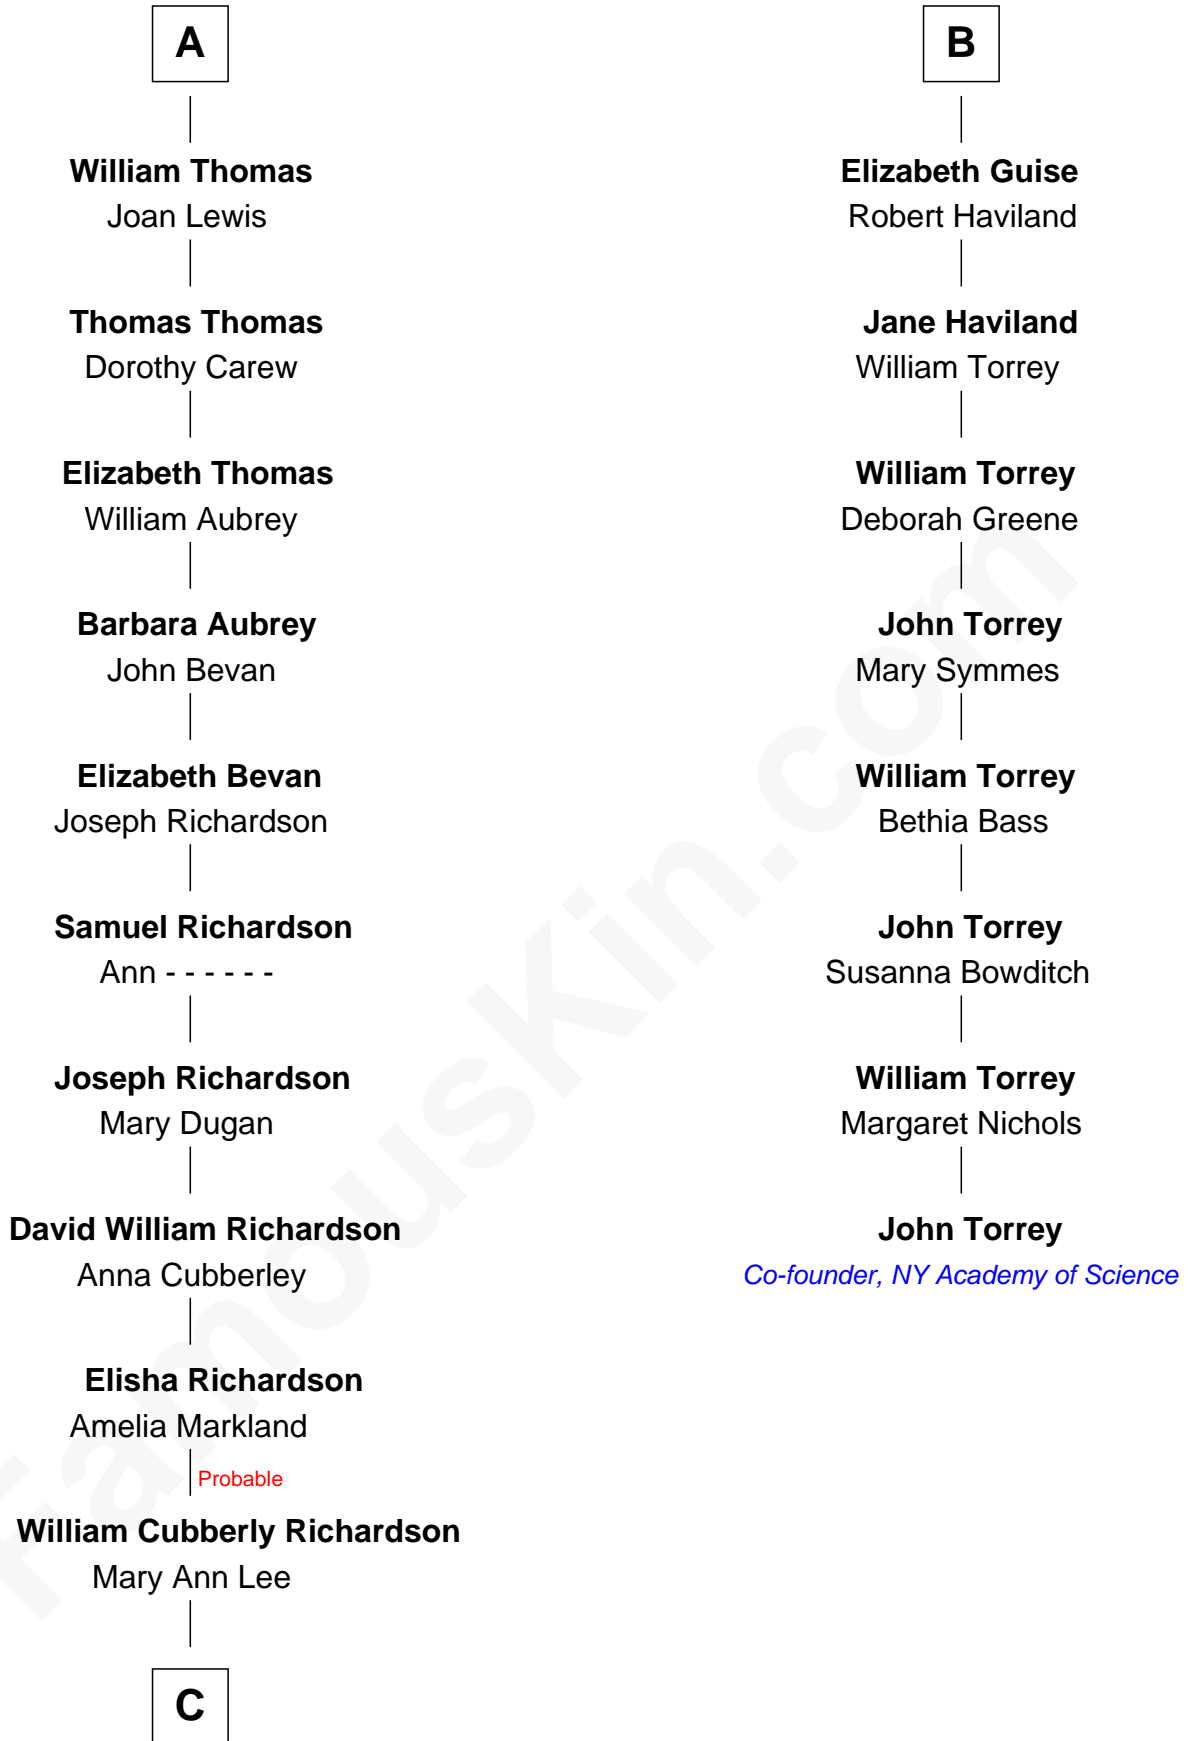 A
William Thomas
Joan Lewis
Thomas Thomas
Dorothy Carew
Elizabeth Thomas
William Aubrey
Barbara Aubrey
John Bevan
Elizabeth Bevan
Joseph Richardson
Samuel Richardson
Ann - - - - - -
Joseph Richardson
Mary Dugan
David William Richardson
Anna Cubberley
Elisha Richardson
Amelia Markland
Probable
William Cubberly Richardson
Mary Ann Lee
C
B
Elizabeth Guise
Robert Haviland
Jane Haviland
William Torrey
William Torrey
Deborah Greene
John Torrey
Mary Symmes
William Torrey
Bethia Bass
John Torrey
Susanna Bowditch
William Torrey
Margaret Nichols
John Torrey
Co-founder, NY Academy of Science
FamousKin.com